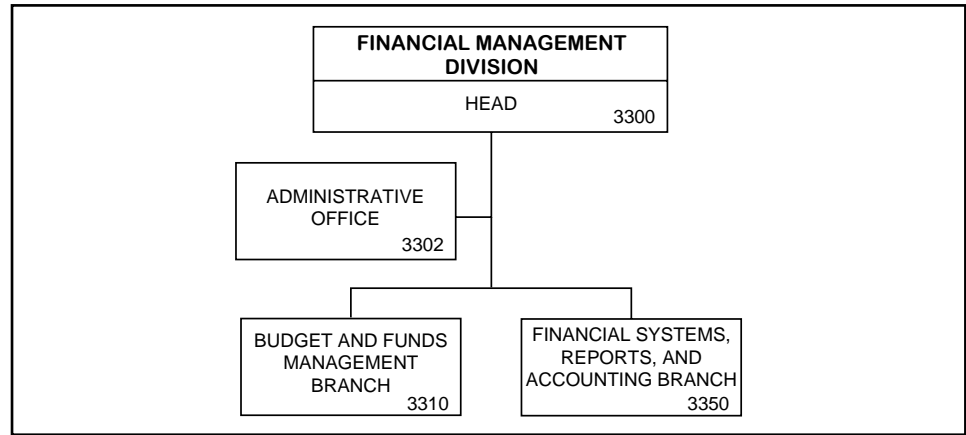 FINANCIAL MANAGEMENT
DIVISION
HEAD
3300
ADMINISTRATIVE
OFFICE
3302
BUDGET AND FUNDS
MANAGEMENT
BRANCH
3310
FINANCIAL SYSTEMS,
REPORTS, AND
ACCOUNTING BRANCH
3350